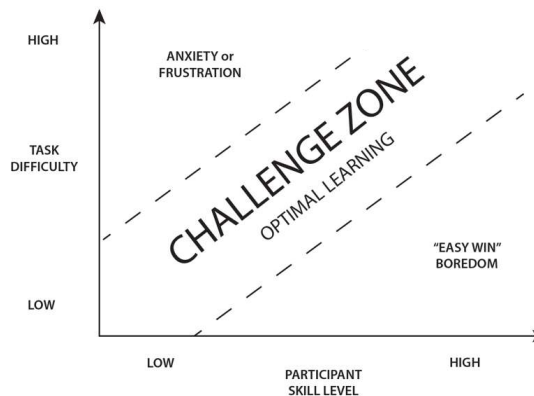 HIGH
ANXIETY or
FRUSTRATION
CHALLENGE ZONE
OPTIMAL LEARNING
TASK
DIFFICULTY
"EASY WIN"
BOREDOM
LOW
LOW
HIGH
PARTICIPANT
SKILL LEVEL